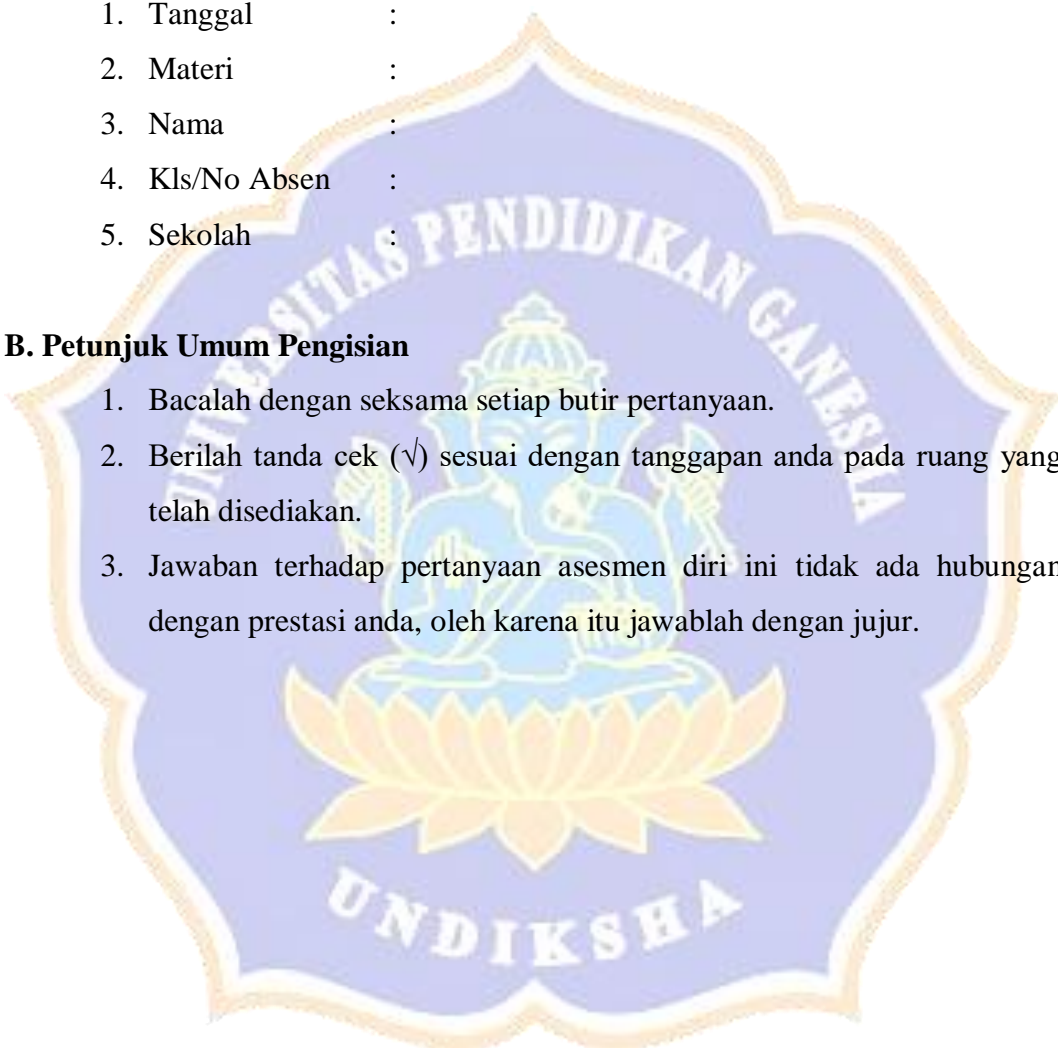 1. Tanggal :
2. Materi :
3. Nama :
4. Kls/No Absen :
5. Sekolah :
UNIVERSITAS PENDIDIKAN GANESHA
B. Petunjuk Umum Pengisian
1. Bacalah dengan seksama setiap butir pertanyaan.
2. Berilah tanda cek (√) sesuai dengan tanggapan anda pada ruang yang
telah disediakan.
3. Jawaban terhadap pertanyaan asesmen diri ini tidak ada hubungan
dengan prestasi anda, oleh karena itu jawablah dengan jujur.
UNDIKSHA